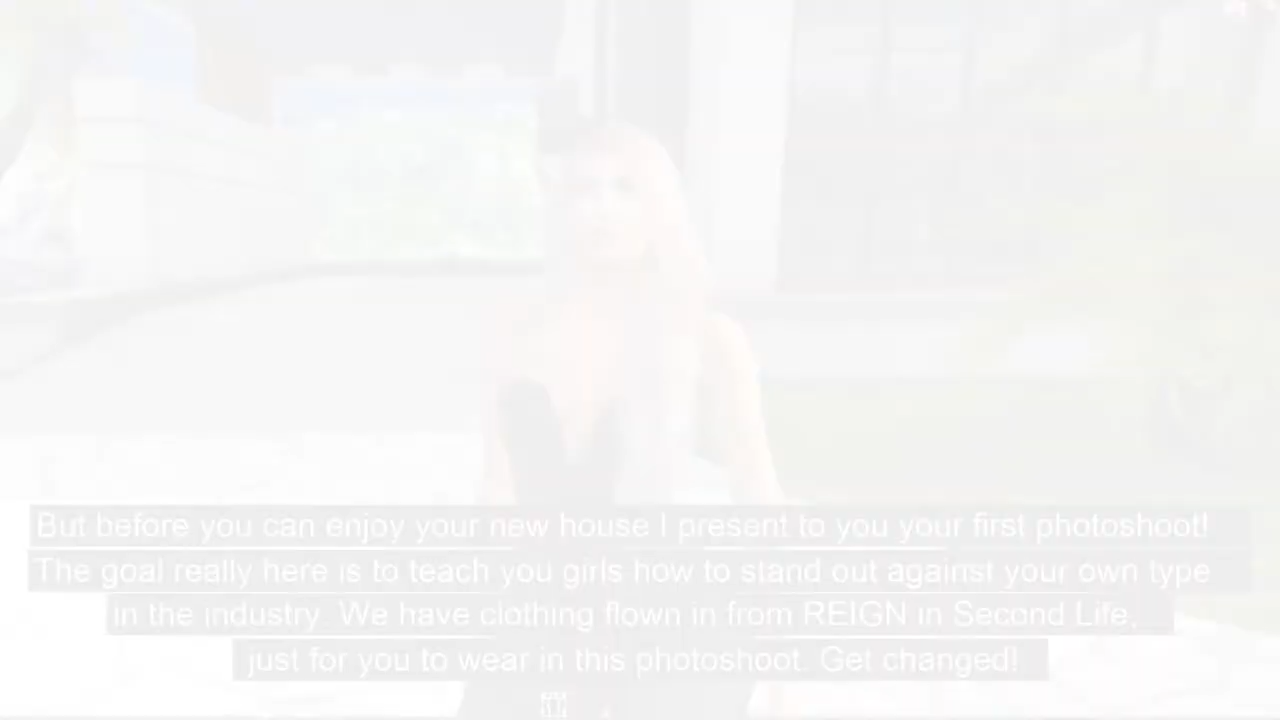 But before you can enjoy your new house I present to you your first photoshoot!
The goal really here is to teach you girls how to stand out against your own type
in the industry. We have clothing flown in from REIGN in Second Life,
just for you to wear in this photoshoot. Get changed!